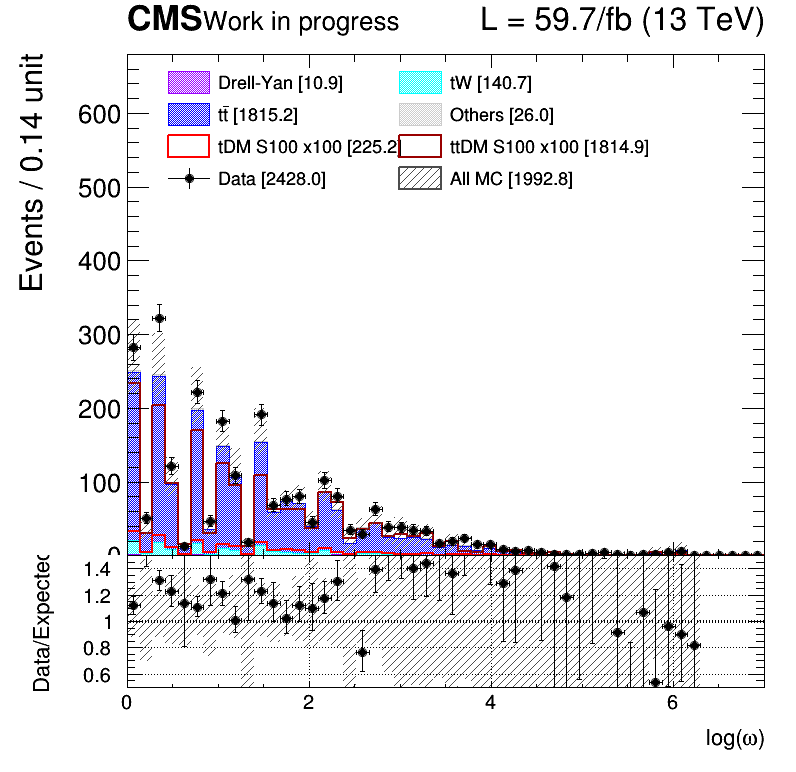 CMS Work in progress L = 59.7/fb (13 TeV)
Events / 0.14 unit
Drell-Yan [10.9] tW [140.7]
tt̄ [1815.2] Others [26.0]
tDM S100 x100 [225.2] ttDM S100 x100 [1814.9]
Data [2428.0] All MC [1992.8]
600
500
400
300
200
100
0
Data/Expected
1.4
1.2
1
0.8
0.6
0 2 4 6
log(ω)